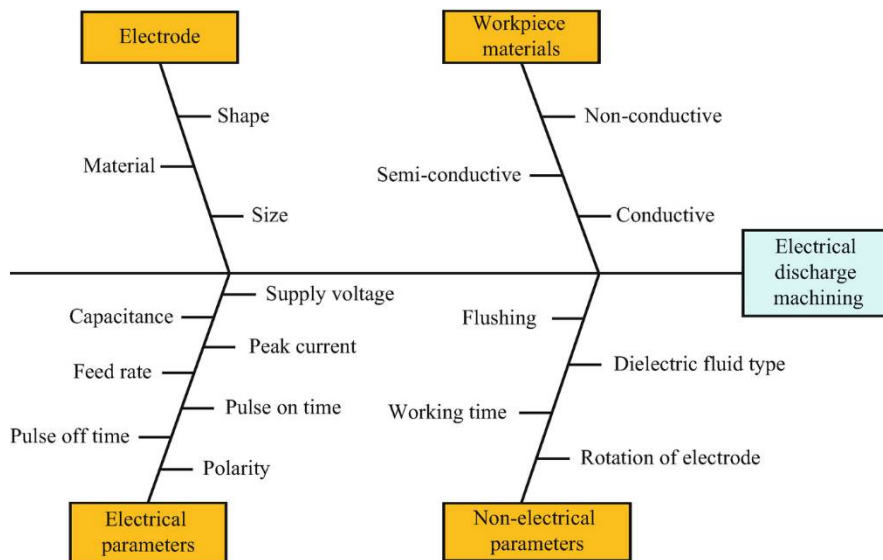 Electrode
Workpiece
materials
Shape
Material
Size
Non-conductive
Semi-conductive
Conductive
Electrical
discharge
machining
Supply voltage
Capacitance
Peak current
Feed rate
Pulse on time
Pulse off time
Polarity
Flushing
Dielectric fluid type
Working time
Rotation of electrode
Electrical
parameters
Non-electrical
parameters